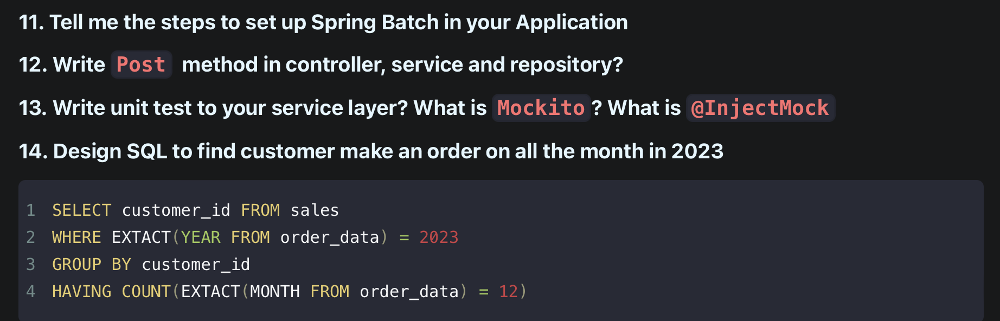 11. Tell me the steps to set up Spring Batch in your Application
12. Write Post method in controller, service and repository?
13. Write unit test to your service layer? What is Mockito? What is @InjectMock
14. Design SQL to find customer make an order on all the month in 2023
1 SELECT customer_id FROM sales
2 WHERE EXTACT(YEAR FROM order_data) = 2023
3 GROUP BY customer_id
4 HAVING COUNT(EXTACT(MONTH FROM order_data) = 12)